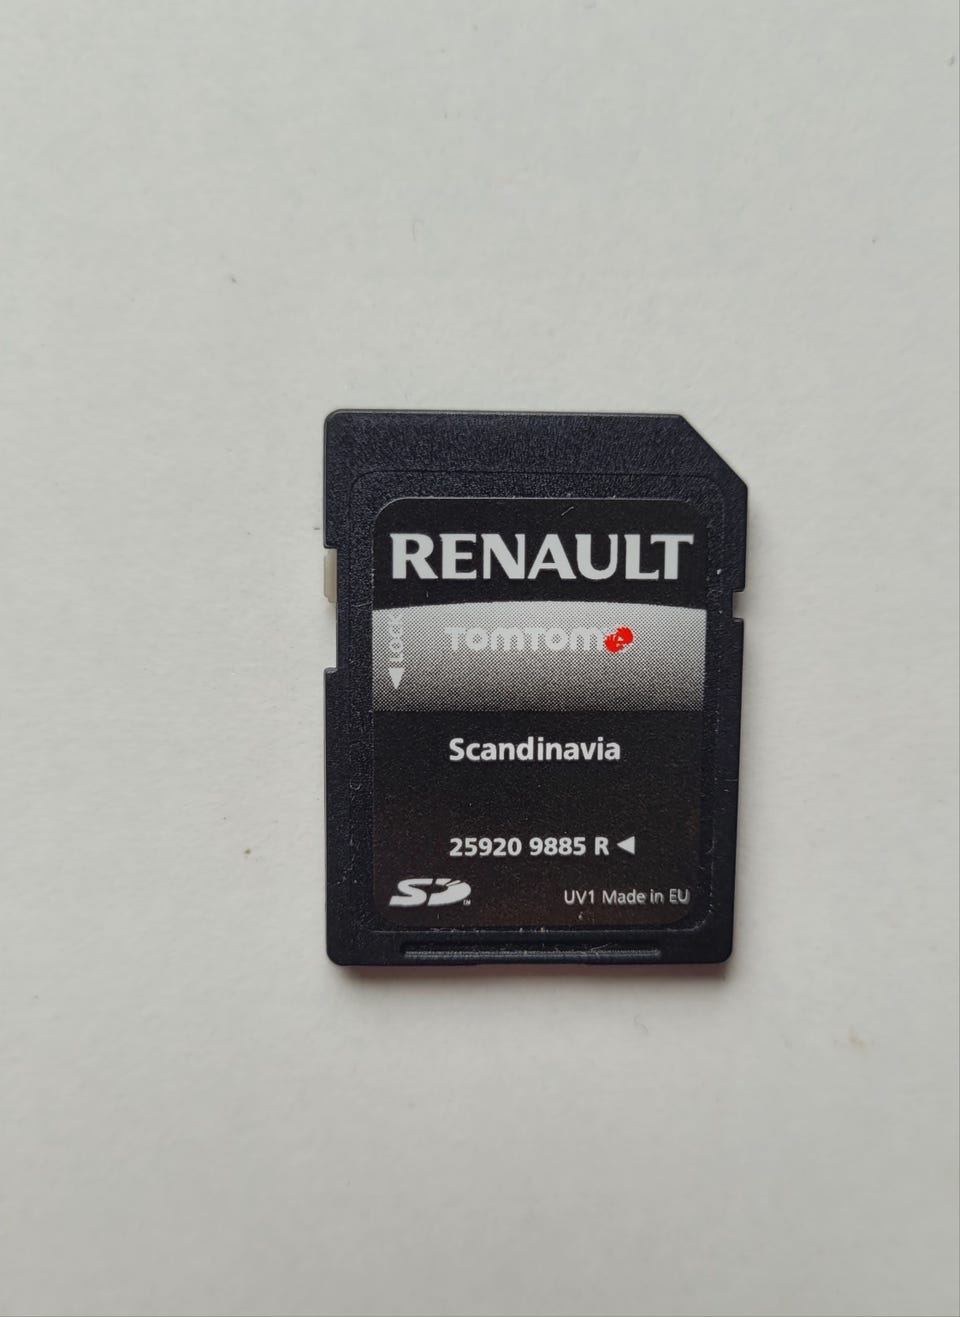 RENAULT
TOMTOM
LOCK
Scandinavia
25920 9885 R ◀
SD
UV1 Made in EU